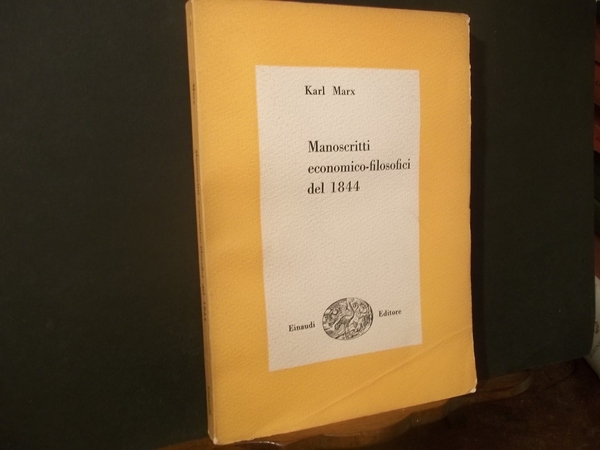 Karl Marx
Manoscritti
economico-filosofici
del 1844
Einaudi Editore